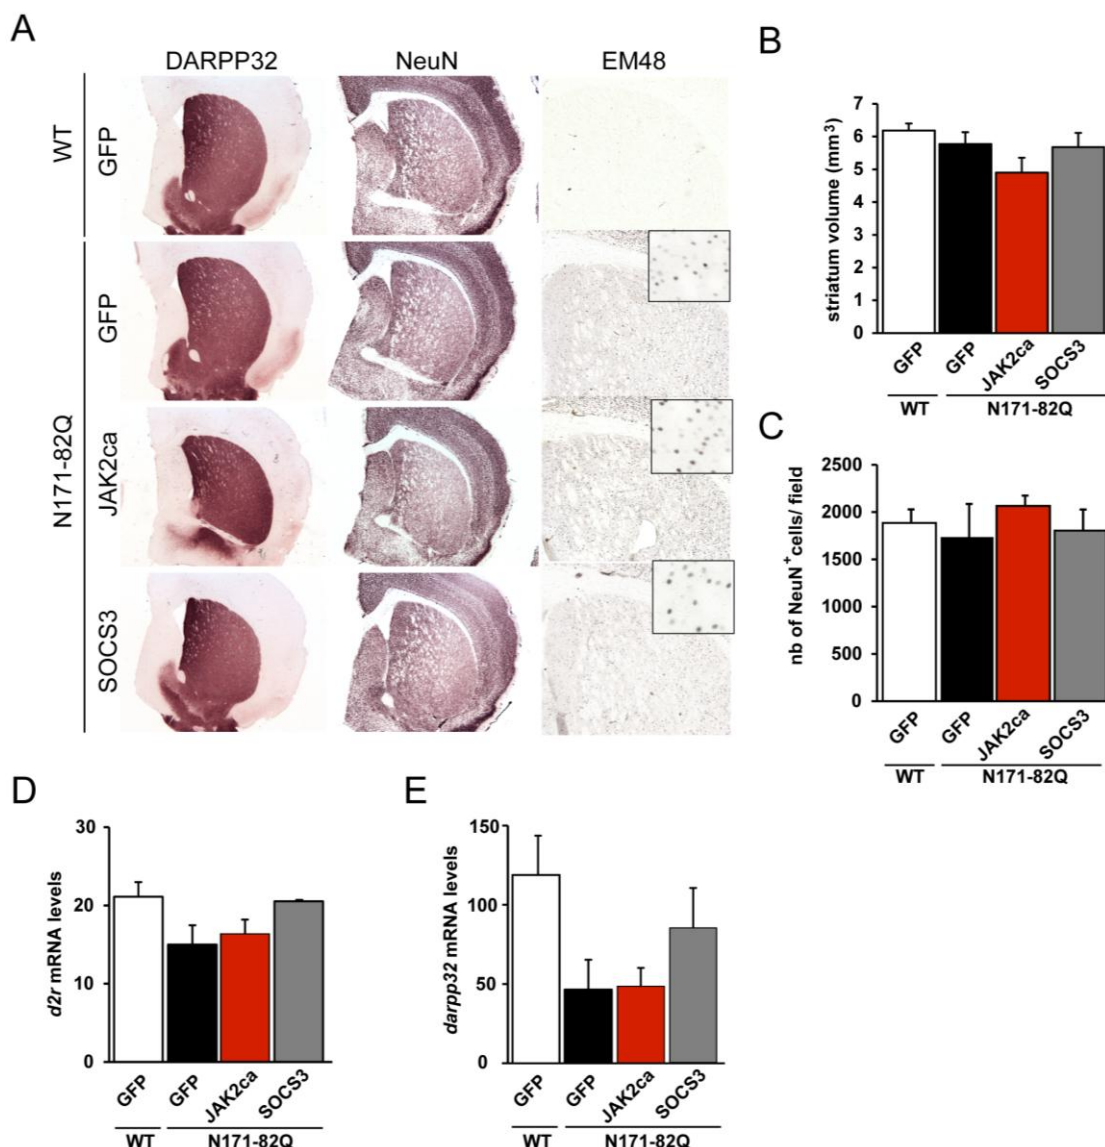 A
DARPP32 NeuN EM48
WT
GFP
N171-82Q
GFP
JAK2ca
SOCS3
B
striatum volume (mm³)
7
6
5
4
3
2
1
0
GFP GFP JAK2ca SOCS3
WT N171-82Q
C
nb of NeuN⁺cells/ field
2500
2000
1500
1000
500
0
GFP GFP JAK2ca SOCS3
WT N171-82Q
D
d2r mRNA levels
30
20
10
0
GFP GFP JAK2ca SOCS3
WT N171-82Q
E
darpp32 mRNA levels
150
100
50
0
GFP GFP JAK2ca SOCS3
WT N171-82Q